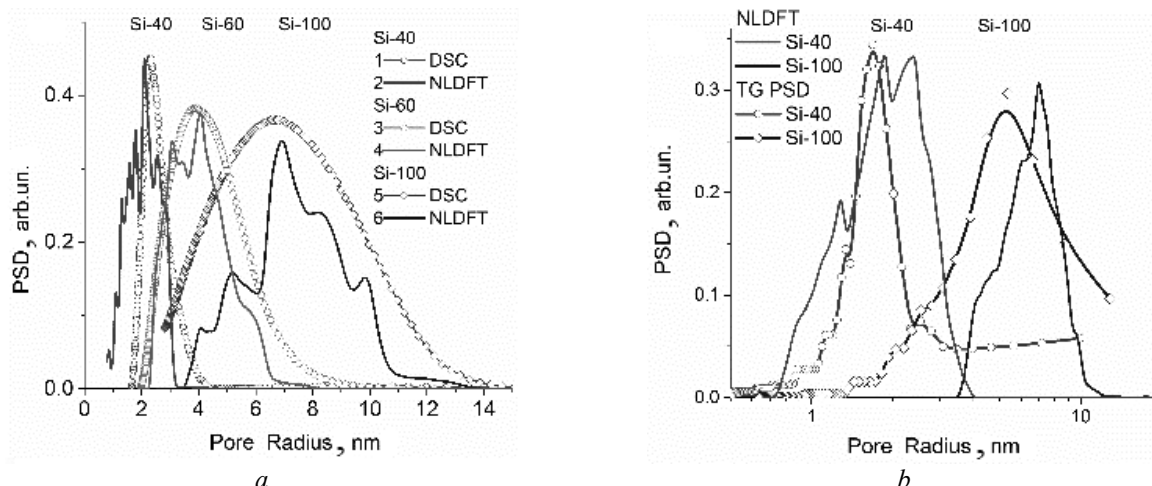 Si-40 Si-60 Si-100
Si-40
1 DSC
2 NLDFT
Si-60
3 DSC
4 NLDFT
Si-100
5 DSC
6 NLDFT
PSD, arb.un.
0.4
0.2
0.0
0 2 4 6 8 10 12 14
Pore Radius, nm
a
NLDFT
Si-40
Si-100
TG PSD
Si-40
Si-100
Si-40 Si-100
PSD, arb.un.
0.3
0.2
0.1
0.0
1 10
Pore Radius, nm
b